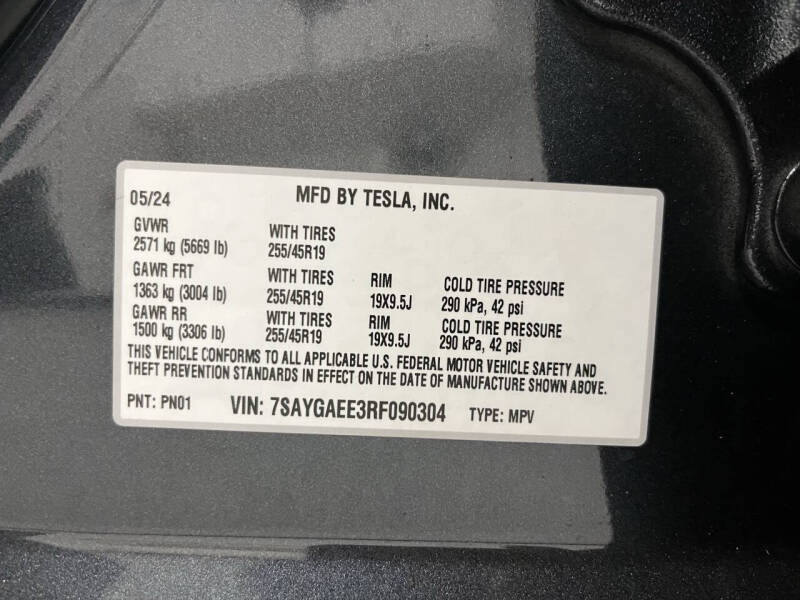 05/24 MFD BY TESLA, INC.
GVWR
2571 kg (5669 lb) WITH TIRES 255/45R19
GAWR FRT WITH TIRES RIM COLD TIRE PRESSURE
1363 kg (3004 lb) 255/45R19 19X9.5J 290 kPa, 42 psi
GAWR RR WITH TIRES RIM COLD TIRE PRESSURE
1500 kg (3306 lb) 255/45R19 19X9.5J 290 kPa, 42 psi
THIS VEHICLE CONFORMS TO ALL APPLICABLE U.S. FEDERAL MOTOR VEHICLE SAFETY AND
THEFT PREVENTION STANDARDS IN EFFECT ON THE DATE OF MANUFACTURE SHOWN ABOVE.
PNT: PN01 VIN: 7SAYGAEE3RF090304 TYPE: MPV